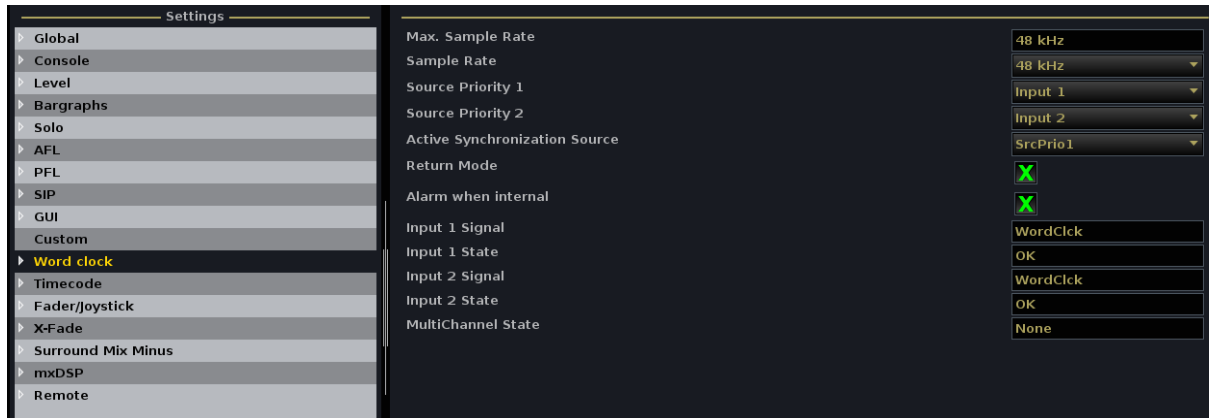 Settings
Global
Console
Level
Bargraphs
Solo
AFL
PFL
SIP
GUI
Custom
Word clock
Timecode
Fader/Joystick
X-Fade
Surround Mix Minus
mxDSP
Remote
Max. Sample Rate 48 kHz
Sample Rate 48 kHz
Source Priority 1 Input 1
Source Priority 2 Input 2
Active Synchronization Source SrcPrio1
Return Mode X
Alarm when internal X
Input 1 Signal WordClck
Input 1 State OK
Input 2 Signal WordClck
Input 2 State OK
MultiChannel State None